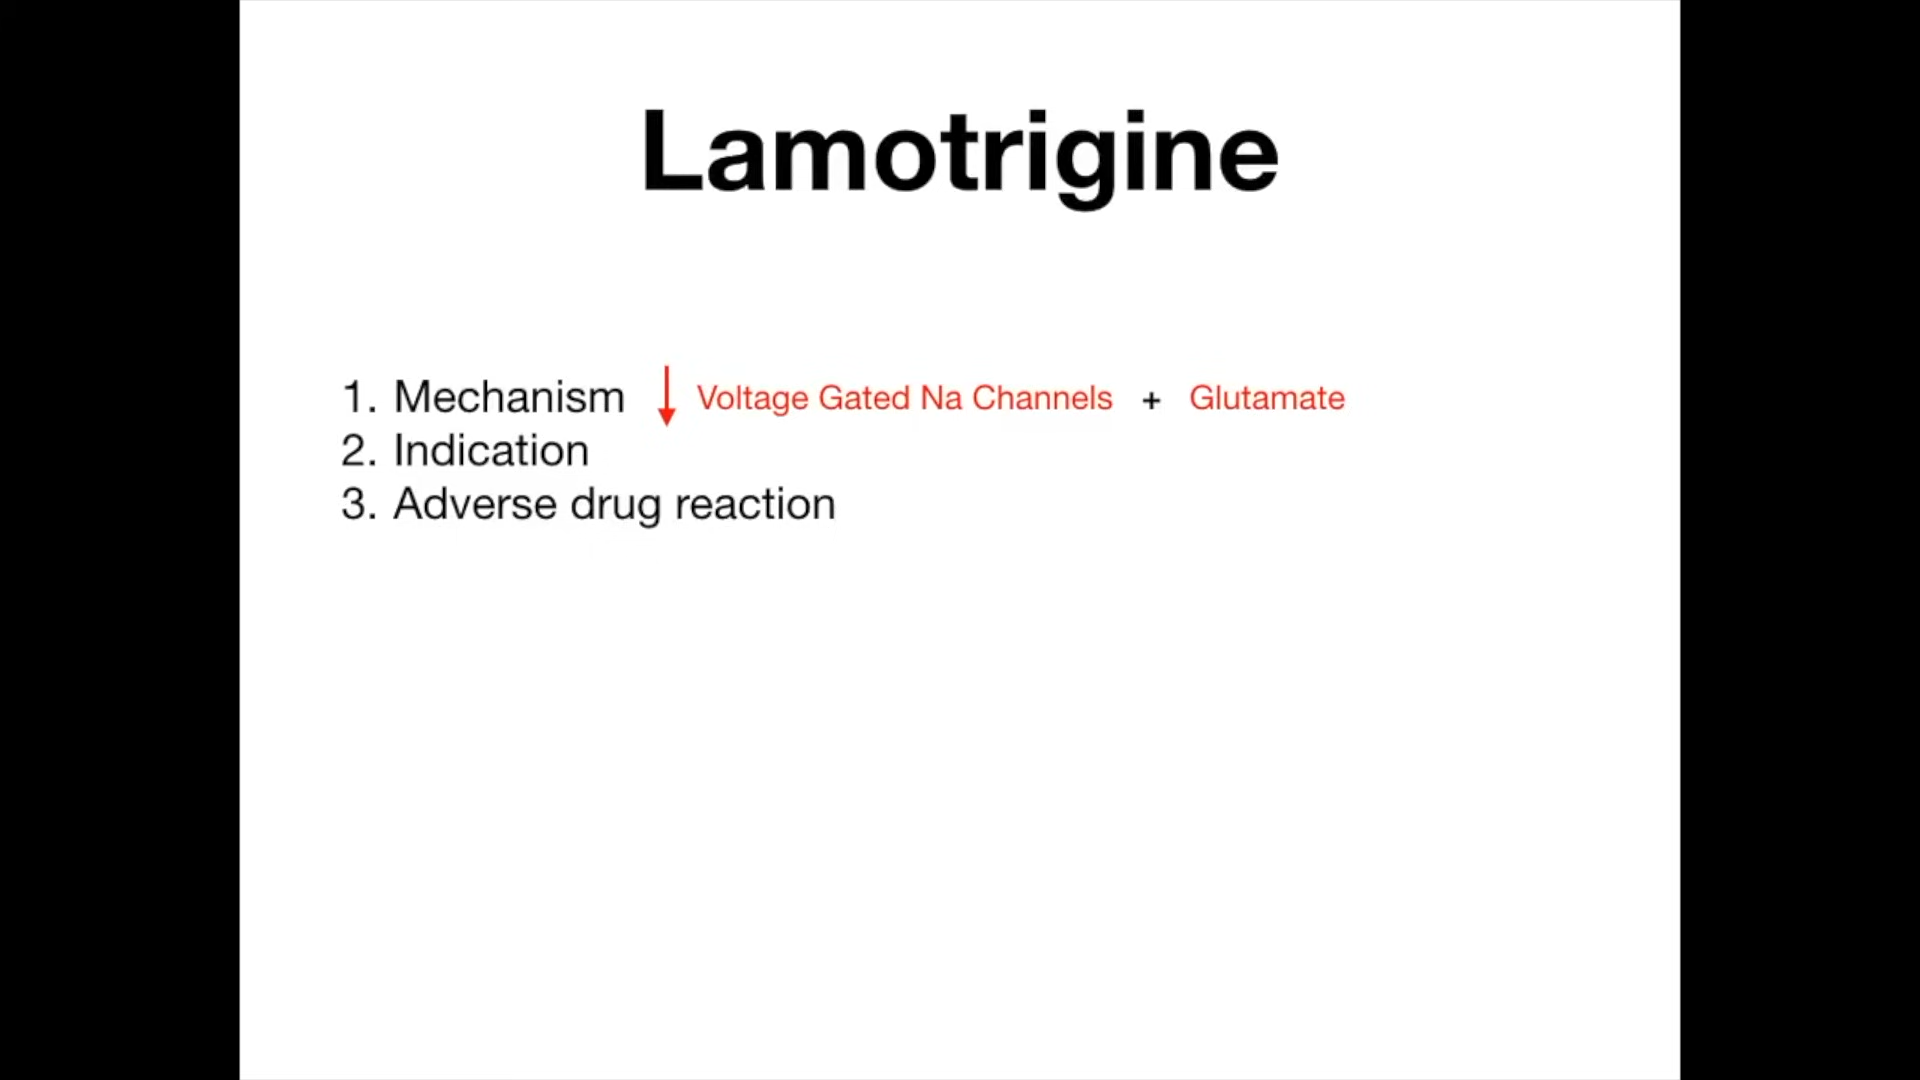 Lamotrigine
1. Mechanism ↓ Voltage Gated Na Channels + Glutamate
2. Indication
3. Adverse drug reaction